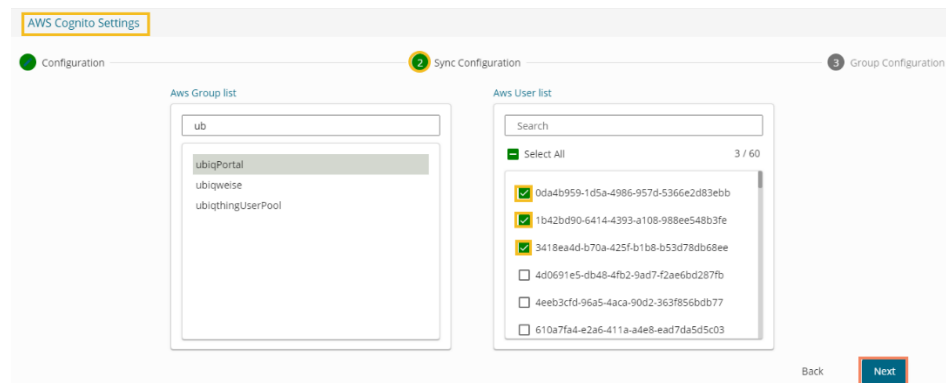 AWS Cognito Settings
Configuration
2 Sync Configuration
3 Group Configuration
Aws Group list
ub
ubiqPortal
ubiqweise
ubiqthingUserPool
Aws User list
Search
Select All 3 / 60
0da4b959-1d5a-4986-957d-5366e2d83ebb
1b42bd90-6414-4393-a108-988ee548b3fe
3418ea4d-b70a-425f-b1b8-b53d78db68ee
4d0691e5-db48-4fb2-9ad7-f2ae6bd287fb
4eeb3cfd-96a5-4aca-90d2-363f856bdb77
610a7fa4-e2a6-411a-a4e8-ead7da5d5c03
Back Next